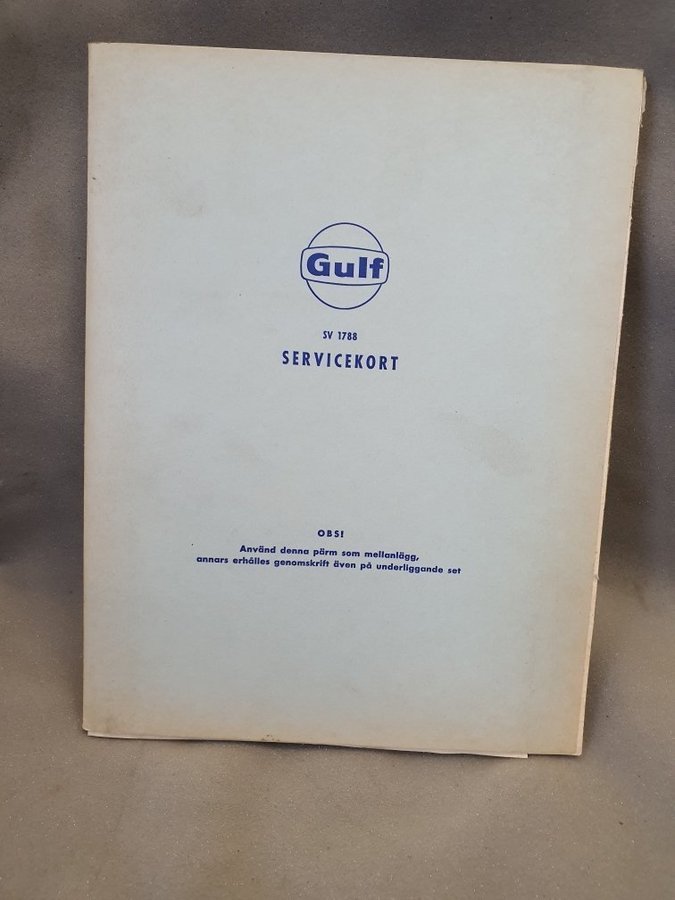 Gulf
SV 1788
SERVICEKORT
OBS!
Använd denna pärm som mellanlägg,
annars erhålles genomskrift även på underliggande set